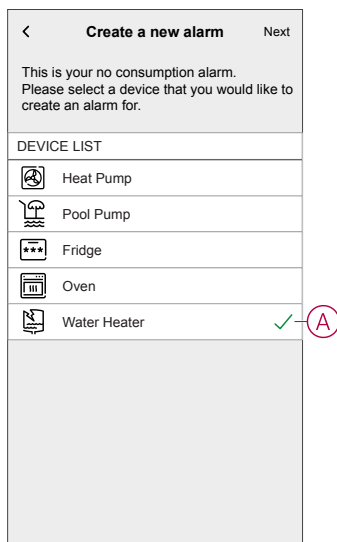 Create a new alarm Next
This is your no consumption alarm.
Please select a device that you would like to
create an alarm for.
DEVICE LIST
Heat Pump
Pool Pump
Fridge
Oven
Water Heater
A